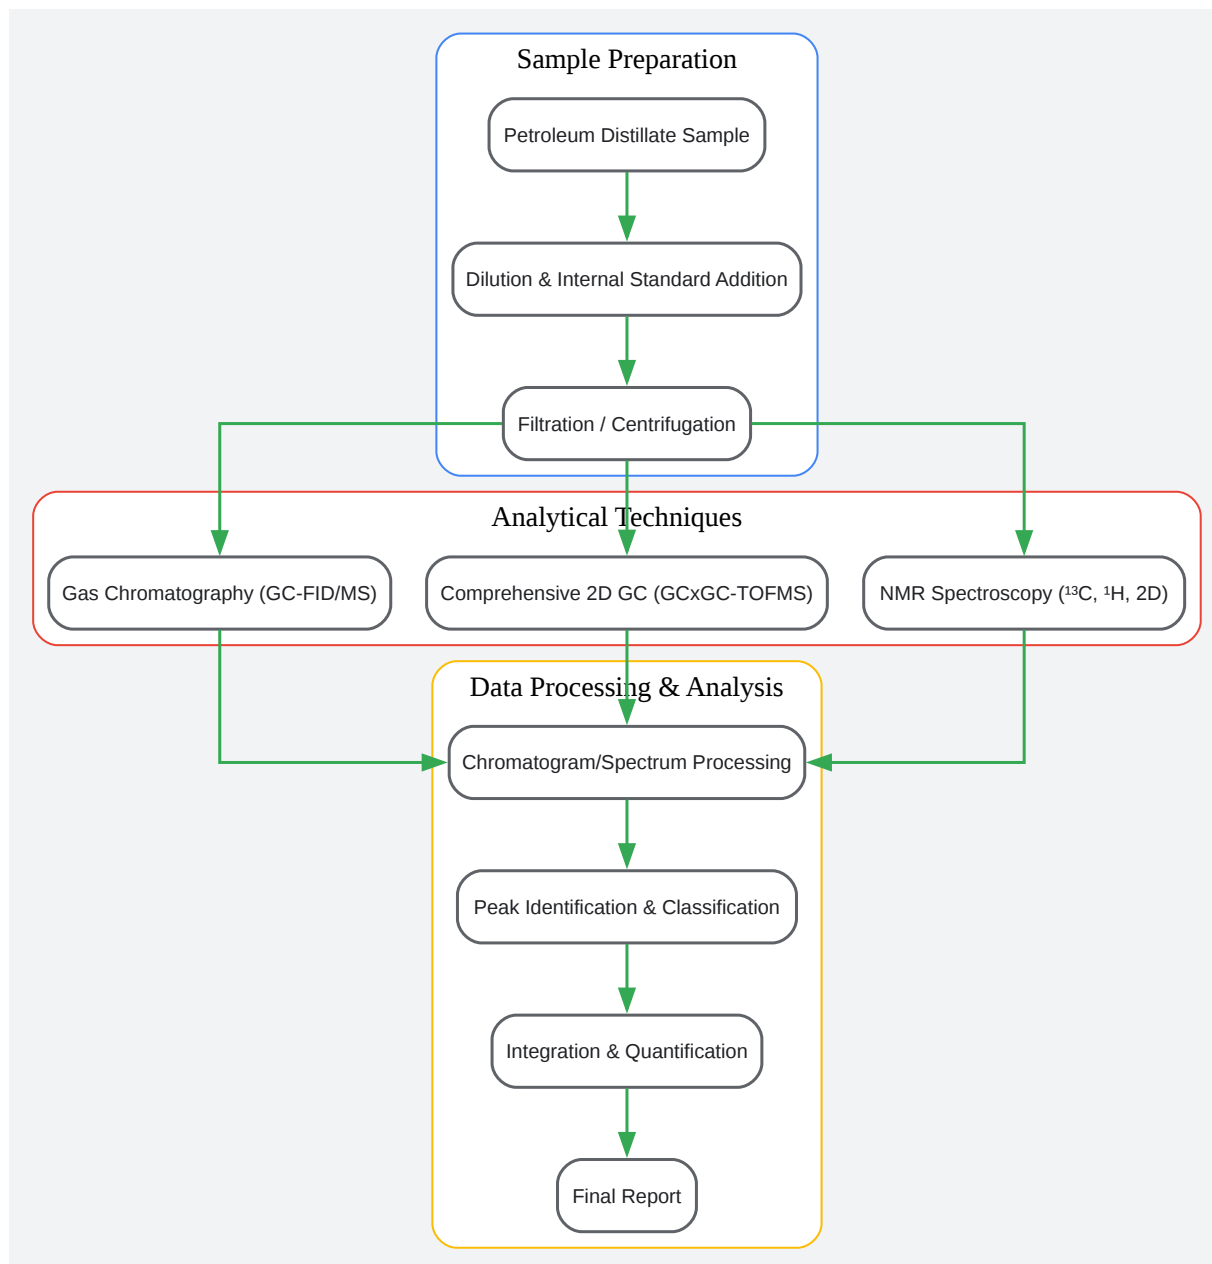 Sample Preparation
Petroleum Distillate Sample
Dilution & Internal Standard Addition
Filtration / Centrifugation
Analytical Techniques
Gas Chromatography (GC-FID/MS)
Comprehensive 2D GC (GCxGC-TOFMS)
NMR Spectroscopy (¹³C, ¹H, 2D)
Data Processing & Analysis
Chromatogram/Spectrum Processing
Peak Identification & Classification
Integration & Quantification
Final Report